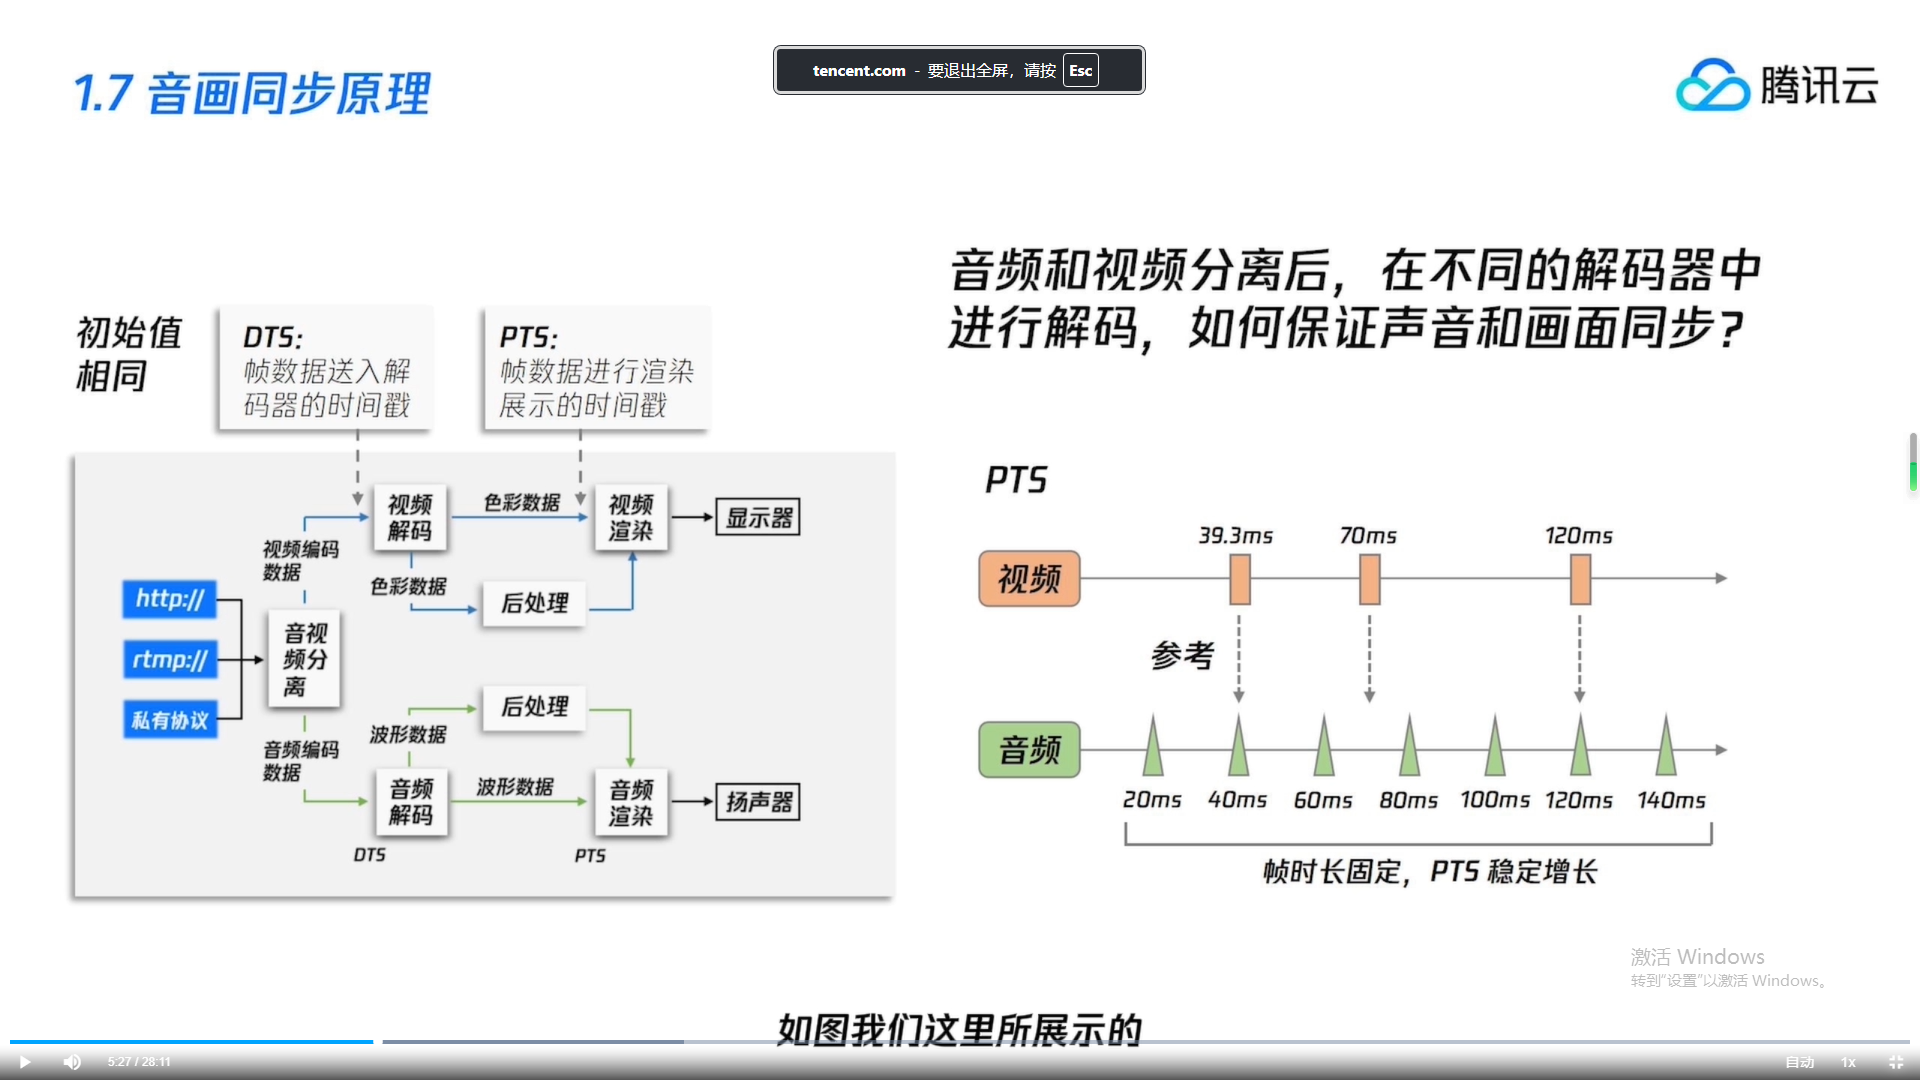 tencent.com - 要退出全屏，请按 Esc
1.7 音画同步原理
腾讯云
音频和视频分离后，在不同的解码器中
进行解码，如何保证声音和画面同步？
初始值
相同
DTS:
帧数据送入解
码器的时间戳
PTS:
帧数据进行渲染
展示的时间戳
http://
rtmp://
私有协议
音视
频分
离
视频编码
数据
视频
解码
色彩数据
色彩数据
后处理
视频
渲染
显示器
音频编码
数据
波形数据
后处理
音频
解码
波形数据
音频
渲染
扬声器
DTS
PTS
PTS
39.3ms
70ms
120ms
视频
参考
音频
20ms
40ms
60ms
80ms
100ms
120ms
140ms
帧时长固定，PTS 稳定增长
激活 Windows
转到“设置”以激活 Windows。
如图我们这里所展示的
5:27 / 28:11
自动
1x